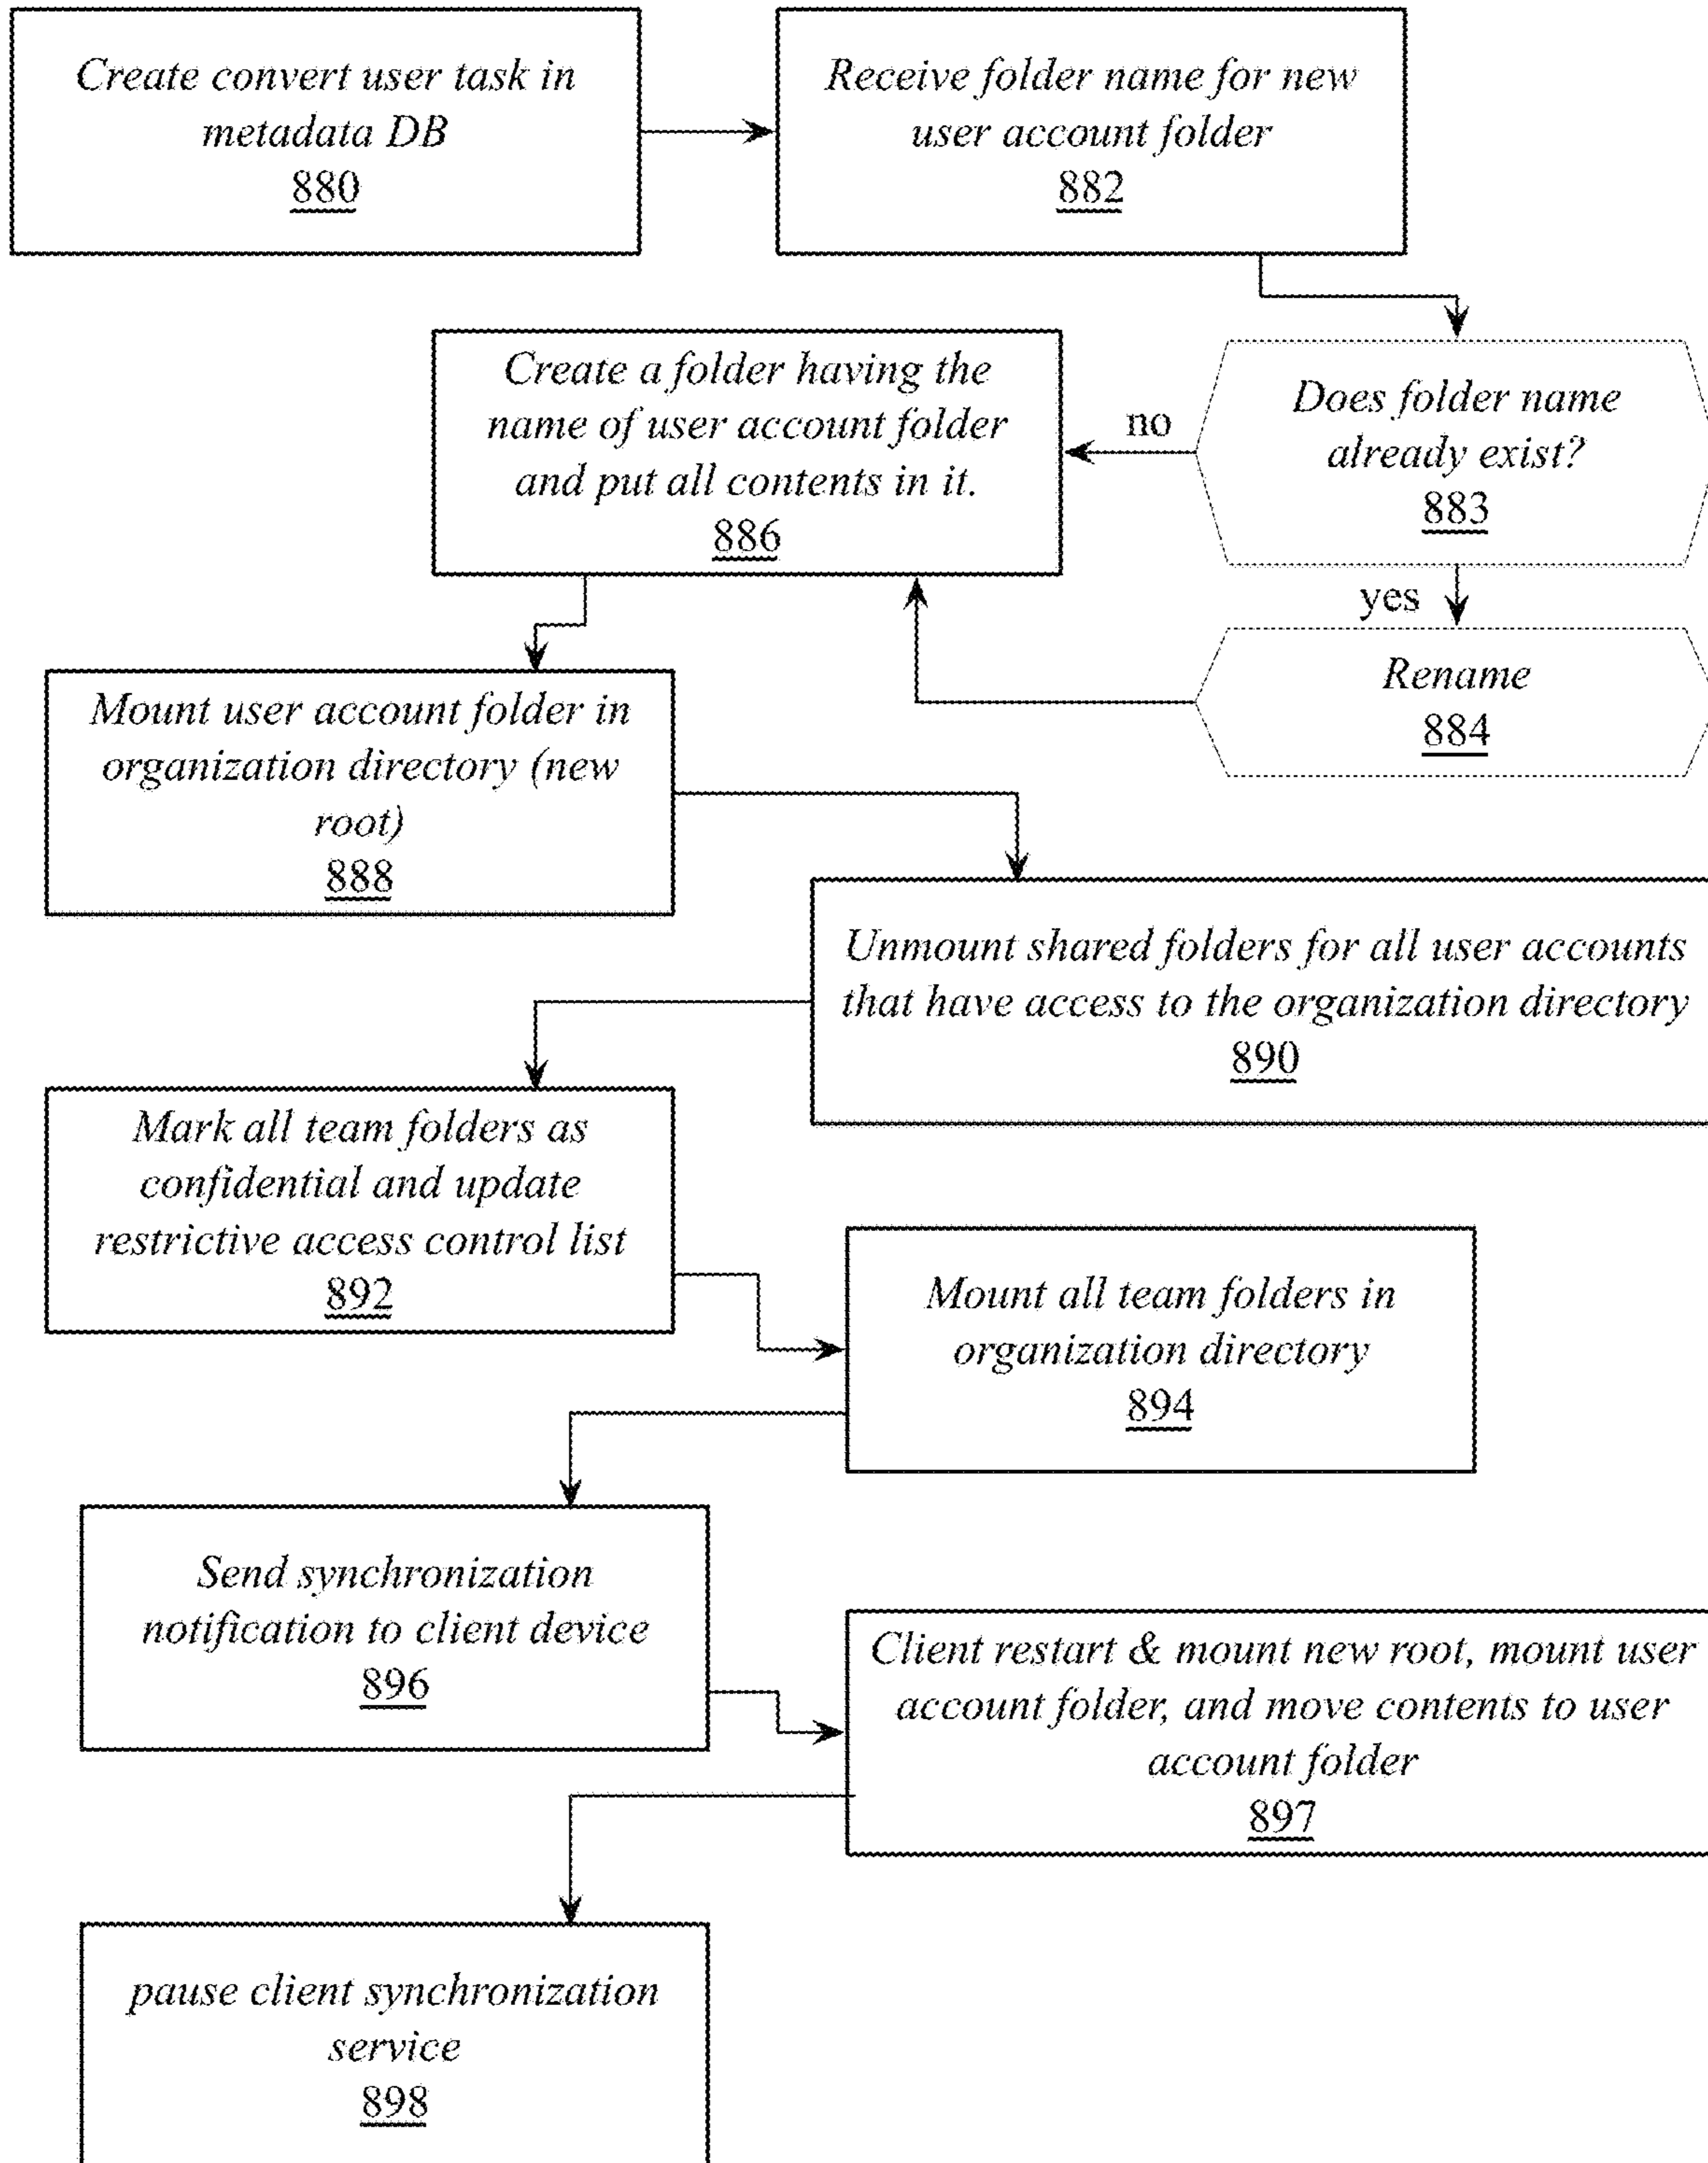 Create convert user task in
metadata DB
880
Receive folder name for new
user account folder
882
Does folder name
already exist?
883
no
yes
Rename
884
Create a folder having the
name of user account folder
and put all contents in it.
886
Mount user account folder in
organization directory (new
root)
888
Unmount shared folders for all user accounts
that have access to the organization directory
890
Mark all team folders as
confidential and update
restrictive access control list
892
Mount all team folders in
organization directory
894
Send synchronization
notification to client device
896
Client restart & mount new root, mount user
account folder, and move contents to user
account folder
897
pause client synchronization
service
898